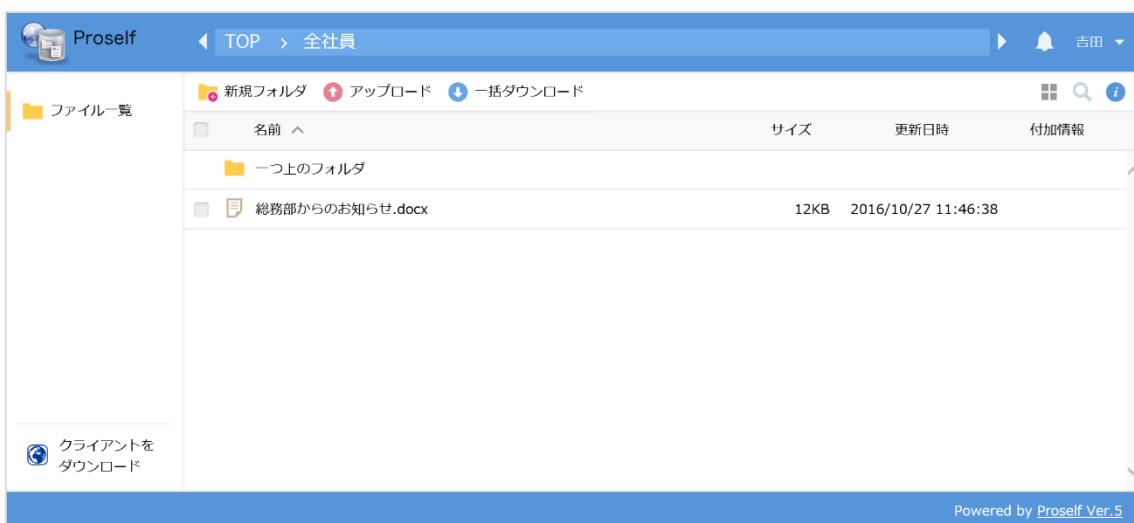 Proself
TOP > 全社員
吉田
ファイル一覧
新規フォルダ アップロード 一括ダウンロード
名前 サイズ 更新日時 付加情報
一つ上のフォルダ
総務部からのお知らせ.docx 12KB 2016/10/27 11:46:38
クライアントを
ダウンロード
Powered by Proself Ver.5